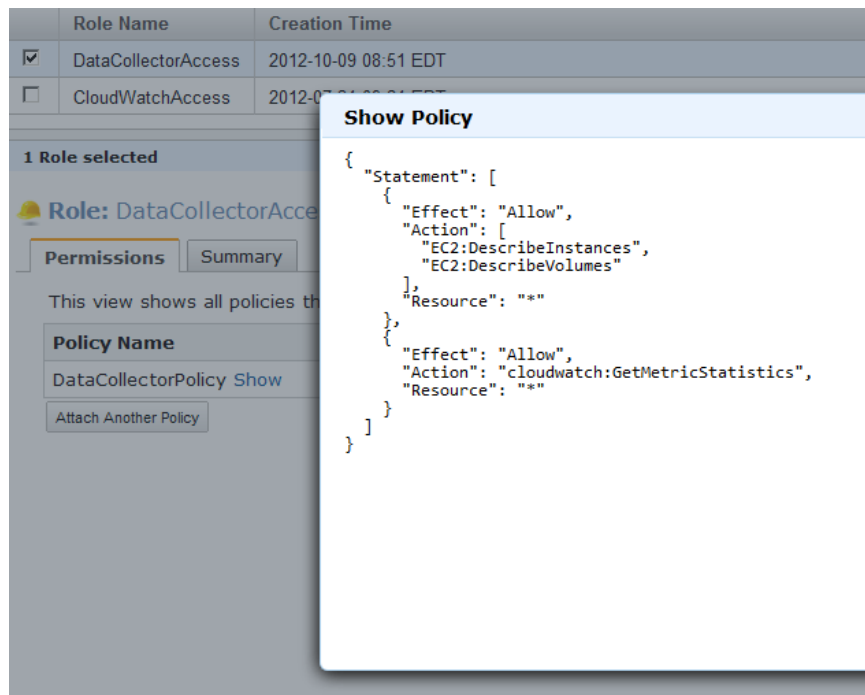 Role Name Creation Time
DataCollectorAccess 2012-10-09 08:51 EDT
CloudWatchAccess 2012-07
Show Policy
{
"Statement": [
{
"Effect": "Allow",
"Action": [
"EC2:DescribeInstances",
"EC2:DescribeVolumes"
],
"Resource": "*"
},
{
"Effect": "Allow",
"Action": "cloudwatch:GetMetricStatistics",
"Resource": "*"
}
]
}
1 Role selected
Role: DataCollectorAcce
Permissions Summary
This view shows all policies th
Policy Name
DataCollectorPolicy Show
Attach Another Policy